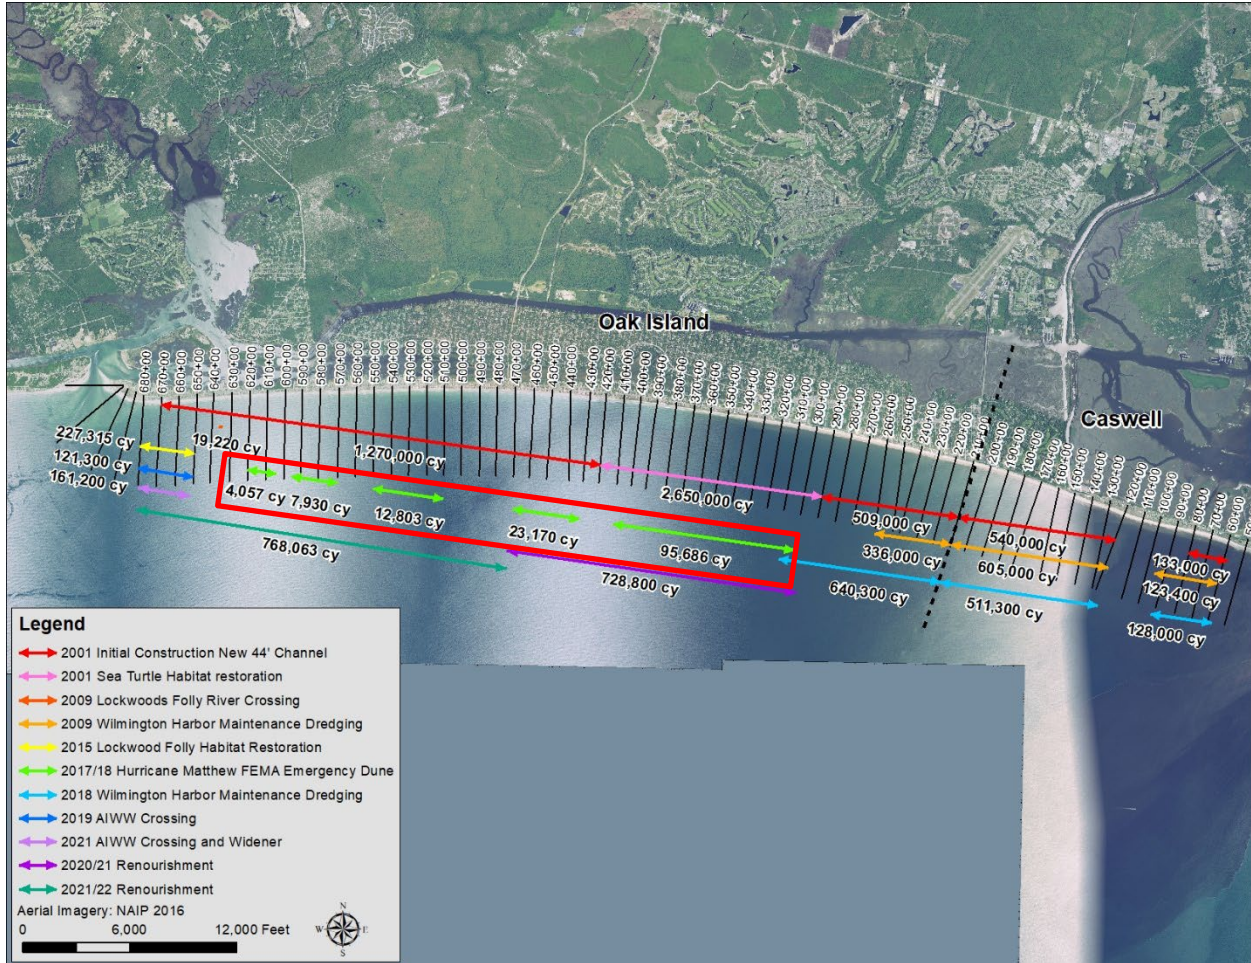 Oak Island
Caswell
680+00
670+00
660+00
650+00
640+00
630+00
620+00
610+00
600+00
590+00
580+00
570+00
560+00
550+00
540+00
530+00
520+00
510+00
500+00
490+00
480+00
470+00
460+00
450+00
440+00
430+00
420+00
410+00
400+00
390+00
380+00
370+00
360+00
350+00
340+00
330+00
320+00
310+00
300+00
290+00
280+00
270+00
260+00
250+00
240+00
230+00
220+00
210+00
200+00
190+00
180+00
170+00
160+00
150+00
140+00
130+00
120+00
110+00
100+00
90+00
80+00
70+00
60+00
227,315 cy
19,220 cy
1,270,000 cy
121,300 cy
161,200 cy
4,057 cy
7,930 cy
12,803 cy
2,650,000 cy
509,000 cy
540,000 cy
23,170 cy
95,686 cy
336,000 cy
605,000 cy
133,000 cy
123,400 cy
768,063 cy
728,800 cy
640,300 cy
511,300 cy
128,000 cy
Legend
2001 Initial Construction New 44' Channel
2001 Sea Turtle Habitat restoration
2009 Lockwoods Folly River Crossing
2009 Wilmington Harbor Maintenance Dredging
2015 Lockwood Folly Habitat Restoration
2017/18 Hurricane Matthew FEMA Emergency Dune
2018 Wilmington Harbor Maintenance Dredging
2019 AIWW Crossing
2021 AIWW Crossing and Widener
2020/21 Renourishment
2021/22 Renourishment
Aerial Imagery: NAIP 2016
0 6,000 12,000 Feet
N
W E
S